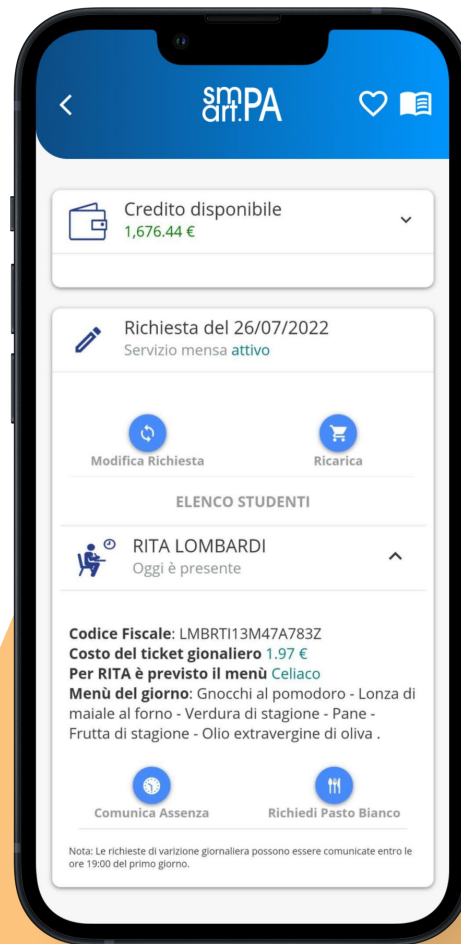 smart.PA
Credito disponibile
1,676.44 €
Richiesta del 26/07/2022
Servizio mensa attivo
Modifica Richiesta
Ricarica
ELENCO STUDENTI
RITA LOMBARDI
Oggi è presente
Codice Fiscale: LMBRTI13M47A783Z
Costo del ticket gionaliero 1.97 €
Per RITA è previsto il menù Celiaco
Menù del giorno: Gnocchi al pomodoro - Lonza di
maiale al forno - Verdura di stagione - Pane -
Frutta di stagione - Olio extravergine di oliva .
Comunica Assenza
Richiedi Pasto Bianco
Nota: Le richieste di varizione giornaliera possono essere comunicate entro le
ore 19:00 del primo giorno.